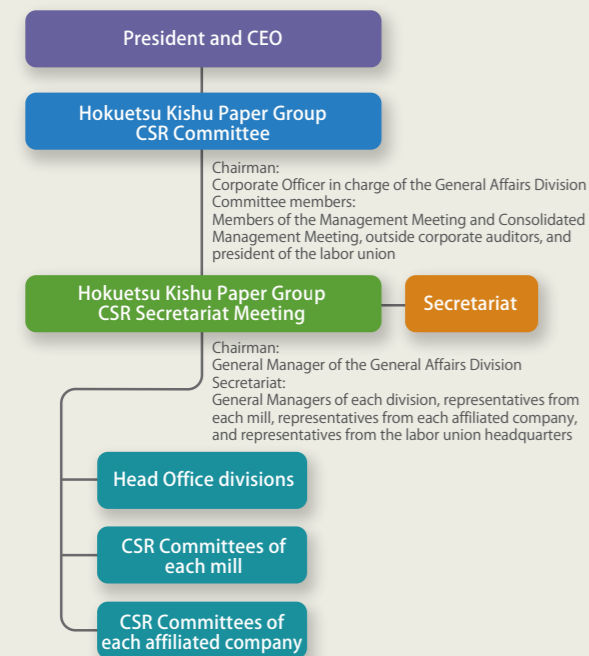 President and CEO
Hokuetsu Kishu Paper Group
CSR Committee
Chairman:
Corporate Officer in charge of the General Affairs Division
Committee members:
Members of the Management Meeting and Consolidated
Management Meeting, outside corporate auditors, and
president of the labor union
Hokuetsu Kishu Paper Group
CSR Secretariat Meeting
Secretariat
Chairman:
General Manager of the General Affairs Division
Secretariat:
General Managers of each division, representatives from
each mill, representatives from each affiliated company,
and representatives from the labor union headquarters
Head Office divisions
CSR Committees of
each mill
CSR Committees of
each affiliated company